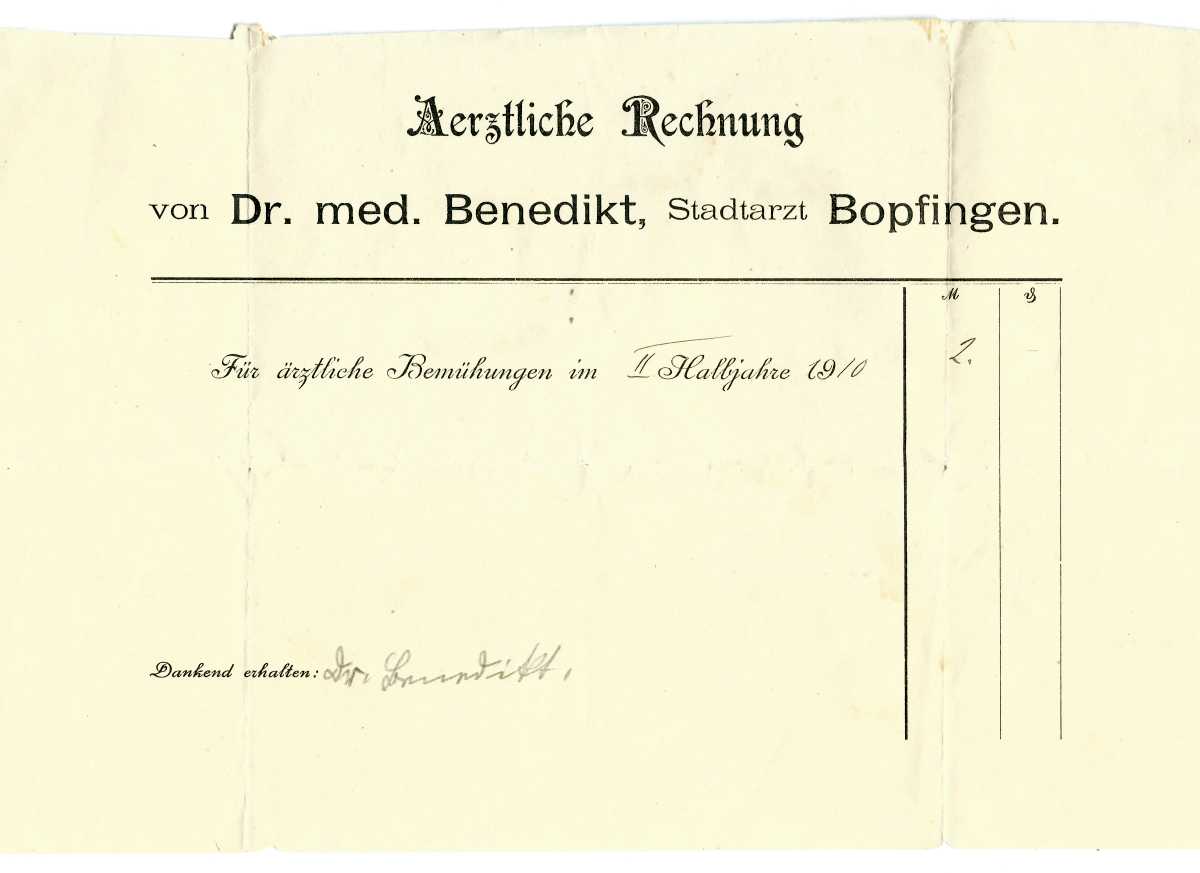 Aerztliche Rechnung
von Dr. med. Benedikt, Stadtarzt Bopfingen.
M ₰
Für ärztliche Bemühungen im II Halbjahre 1910 2. –
Dankend erhalten: Dr. Benedikt.